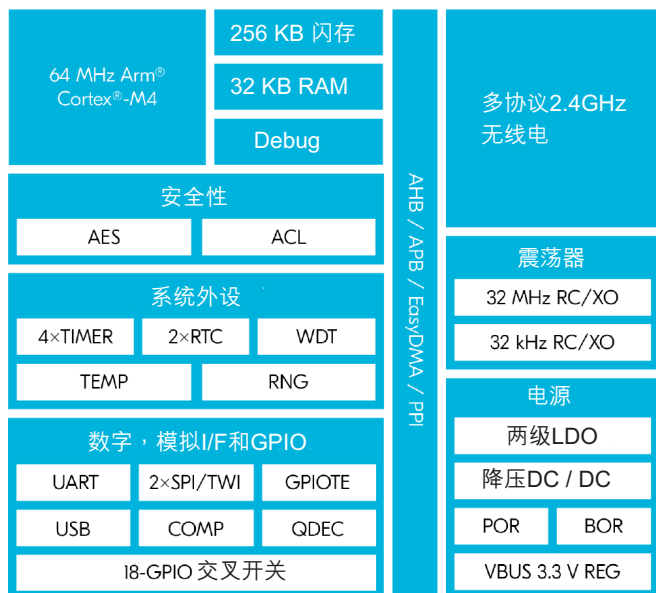 64 MHz Arm®
Cortex®-M4
256 KB 闪存
32 KB RAM
Debug
安全性
AES
ACL
系统外设
4×TIMER
2×RTC
WDT
TEMP
RNG
数字，模拟I/F和GPIO
UART
2×SPI/TWI
GPIOTE
USB
COMP
QDEC
18-GPIO 交叉开关
AHB / APB / EasyDMA / PPI
多协议2.4GHz
无线电
震荡器
32 MHz RC/XO
32 kHz RC/XO
电源
两级LDO
降压DC / DC
POR
BOR
VBUS 3.3 V REG